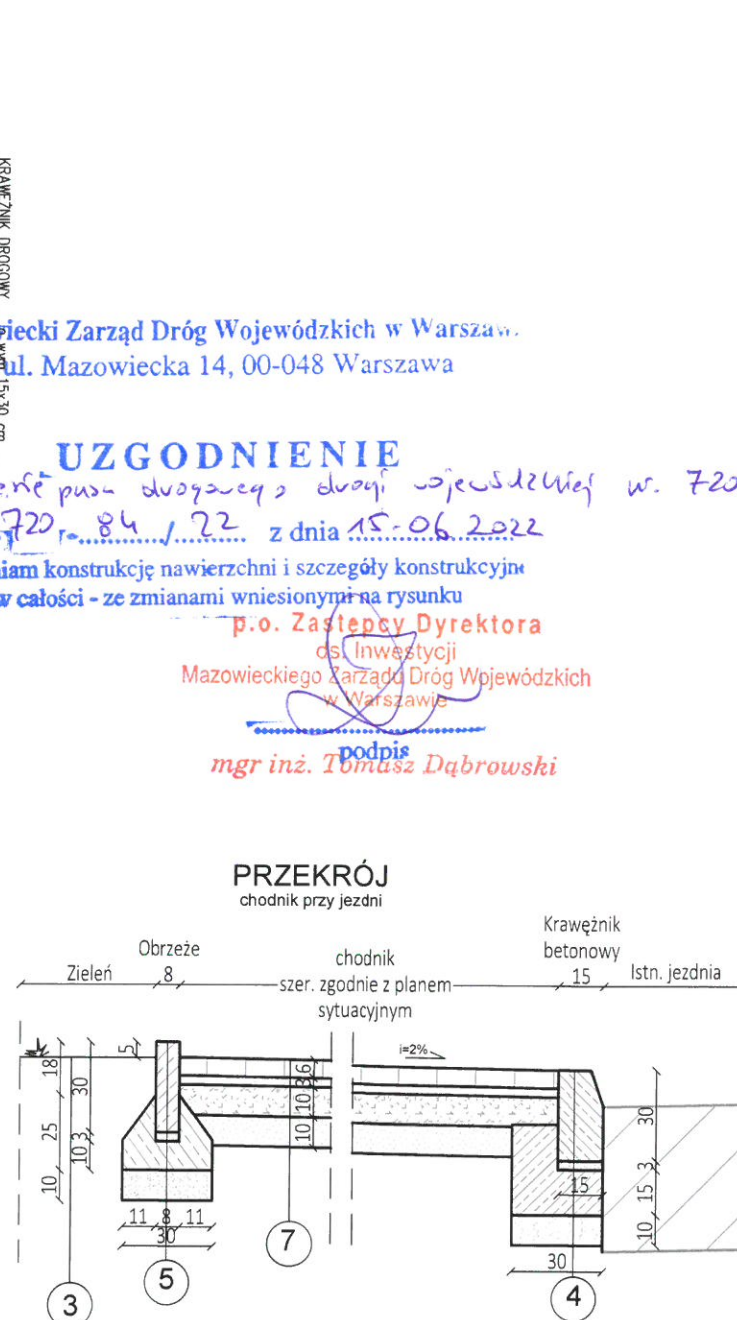 KRAWĘŻNIK DROGOWY
15x30 cm
iecki Zarząd Dróg Wojewódzkich w Warszaw.
ul. Mazowiecka 14, 00-048 Warszawa
UZGODNIENIE
pasa drogowego drogi wojewódzkiej nr. 720
720 r-84/22 z dnia 15-06.2022
iam konstrukcję nawierzchni i szczegóły konstrukcyjne
w całości - ze zmianami wniesionymi na rysunku
p.o. Zastępcy Dyrektora
ds. Inwestycji
Mazowieckiego Zarządu Dróg Wojewódzkich
w Warszawie
podpis
mgr inż. Tomasz Dąbrowski
PRZEKRÓJ
chodnik przy jezdni
Zieleń
Obrzeże
8
chodnik
szer. zgodnie z planem
sytuacyjnym
Krawężnik
betonowy
15
Istn. jezdnia
i=2%
5
18
25
10
30
3
10
6
3
10
10
30
3
15
10
15
11 8 11
30
30
3
5
7
4